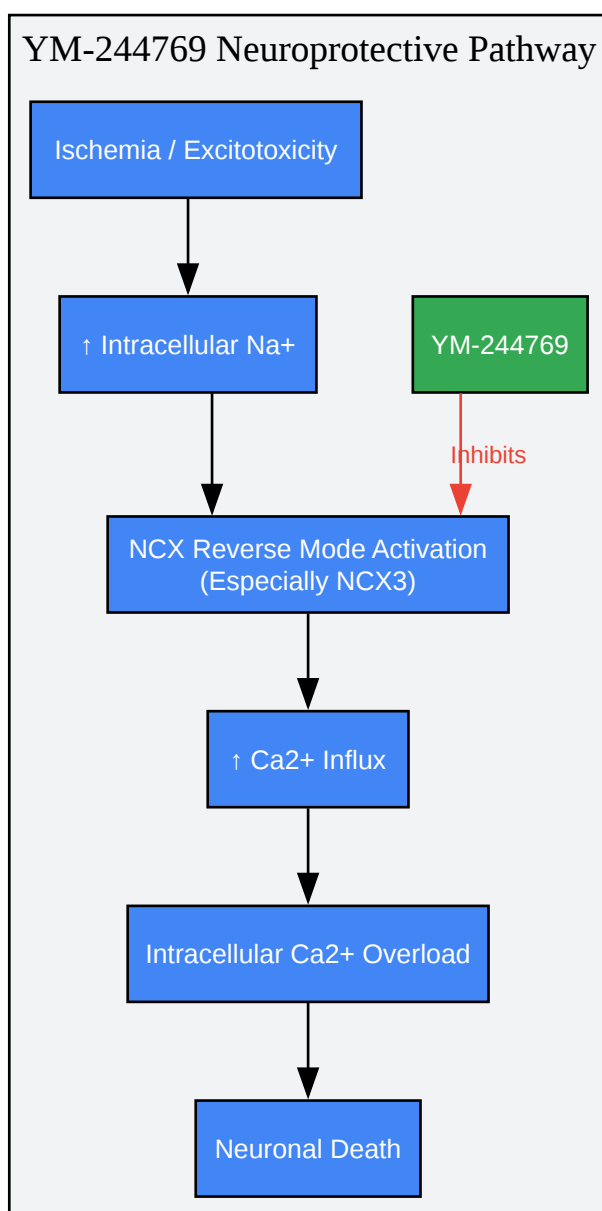 YM-244769 Neuroprotective Pathway
Ischemia / Excitotoxicity
↑ Intracellular Na+
YM-244769
Inhibits
NCX Reverse Mode Activation
(Especially NCX3)
↑ Ca2+ Influx
Intracellular Ca2+ Overload
Neuronal Death